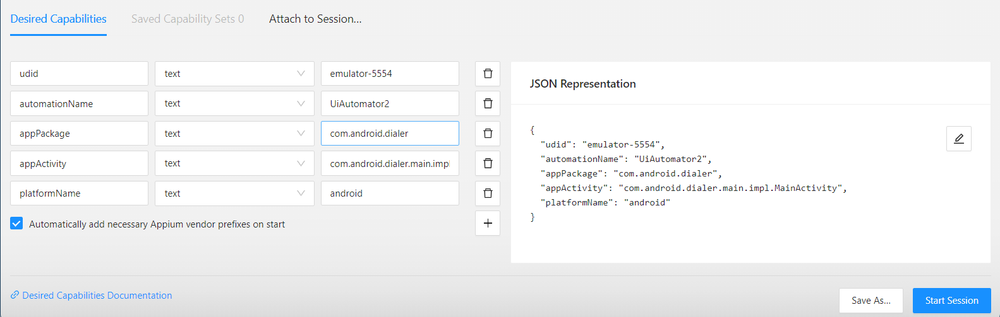 Desired Capabilities Saved Capability Sets 0 Attach to Session...
udid text emulator-5554
automationName text UiAutomator2
appPackage text com.android.dialer
appActivity text com.android.dialer.main.impl
platformName text android
Automatically add necessary Appium vendor prefixes on start
JSON Representation
{
"udid": "emulator-5554",
"automationName": "UiAutomator2",
"appPackage": "com.android.dialer",
"appActivity": "com.android.dialer.main.impl.MainActivity",
"platformName": "android"
}
Desired Capabilities Documentation
Save As... Start Session